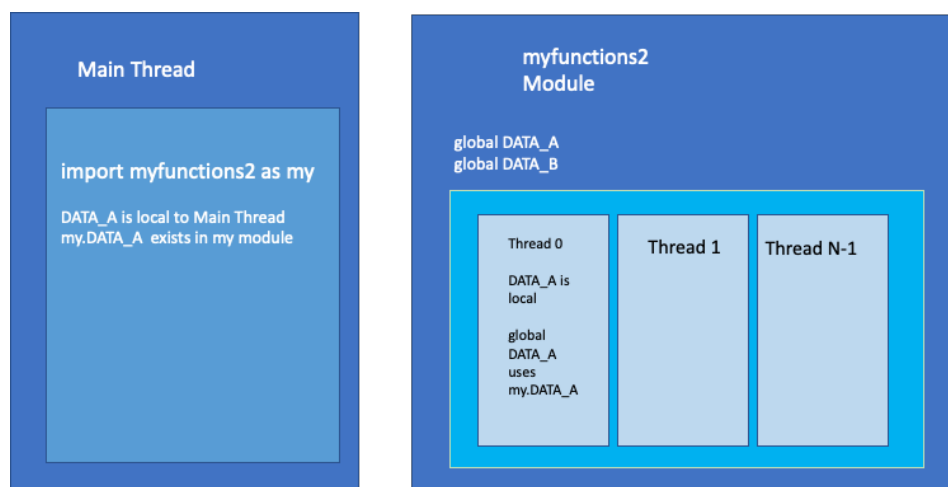 Main Thread
import myfunctions2 as my
DATA_A is local to Main Thread
my.DATA_A exists in my module
myfunctions2
Module
global DATA_A
global DATA_B
Thread 0
DATA_A is
local
global
DATA_A
uses
my.DATA_A
Thread 1
Thread N-1